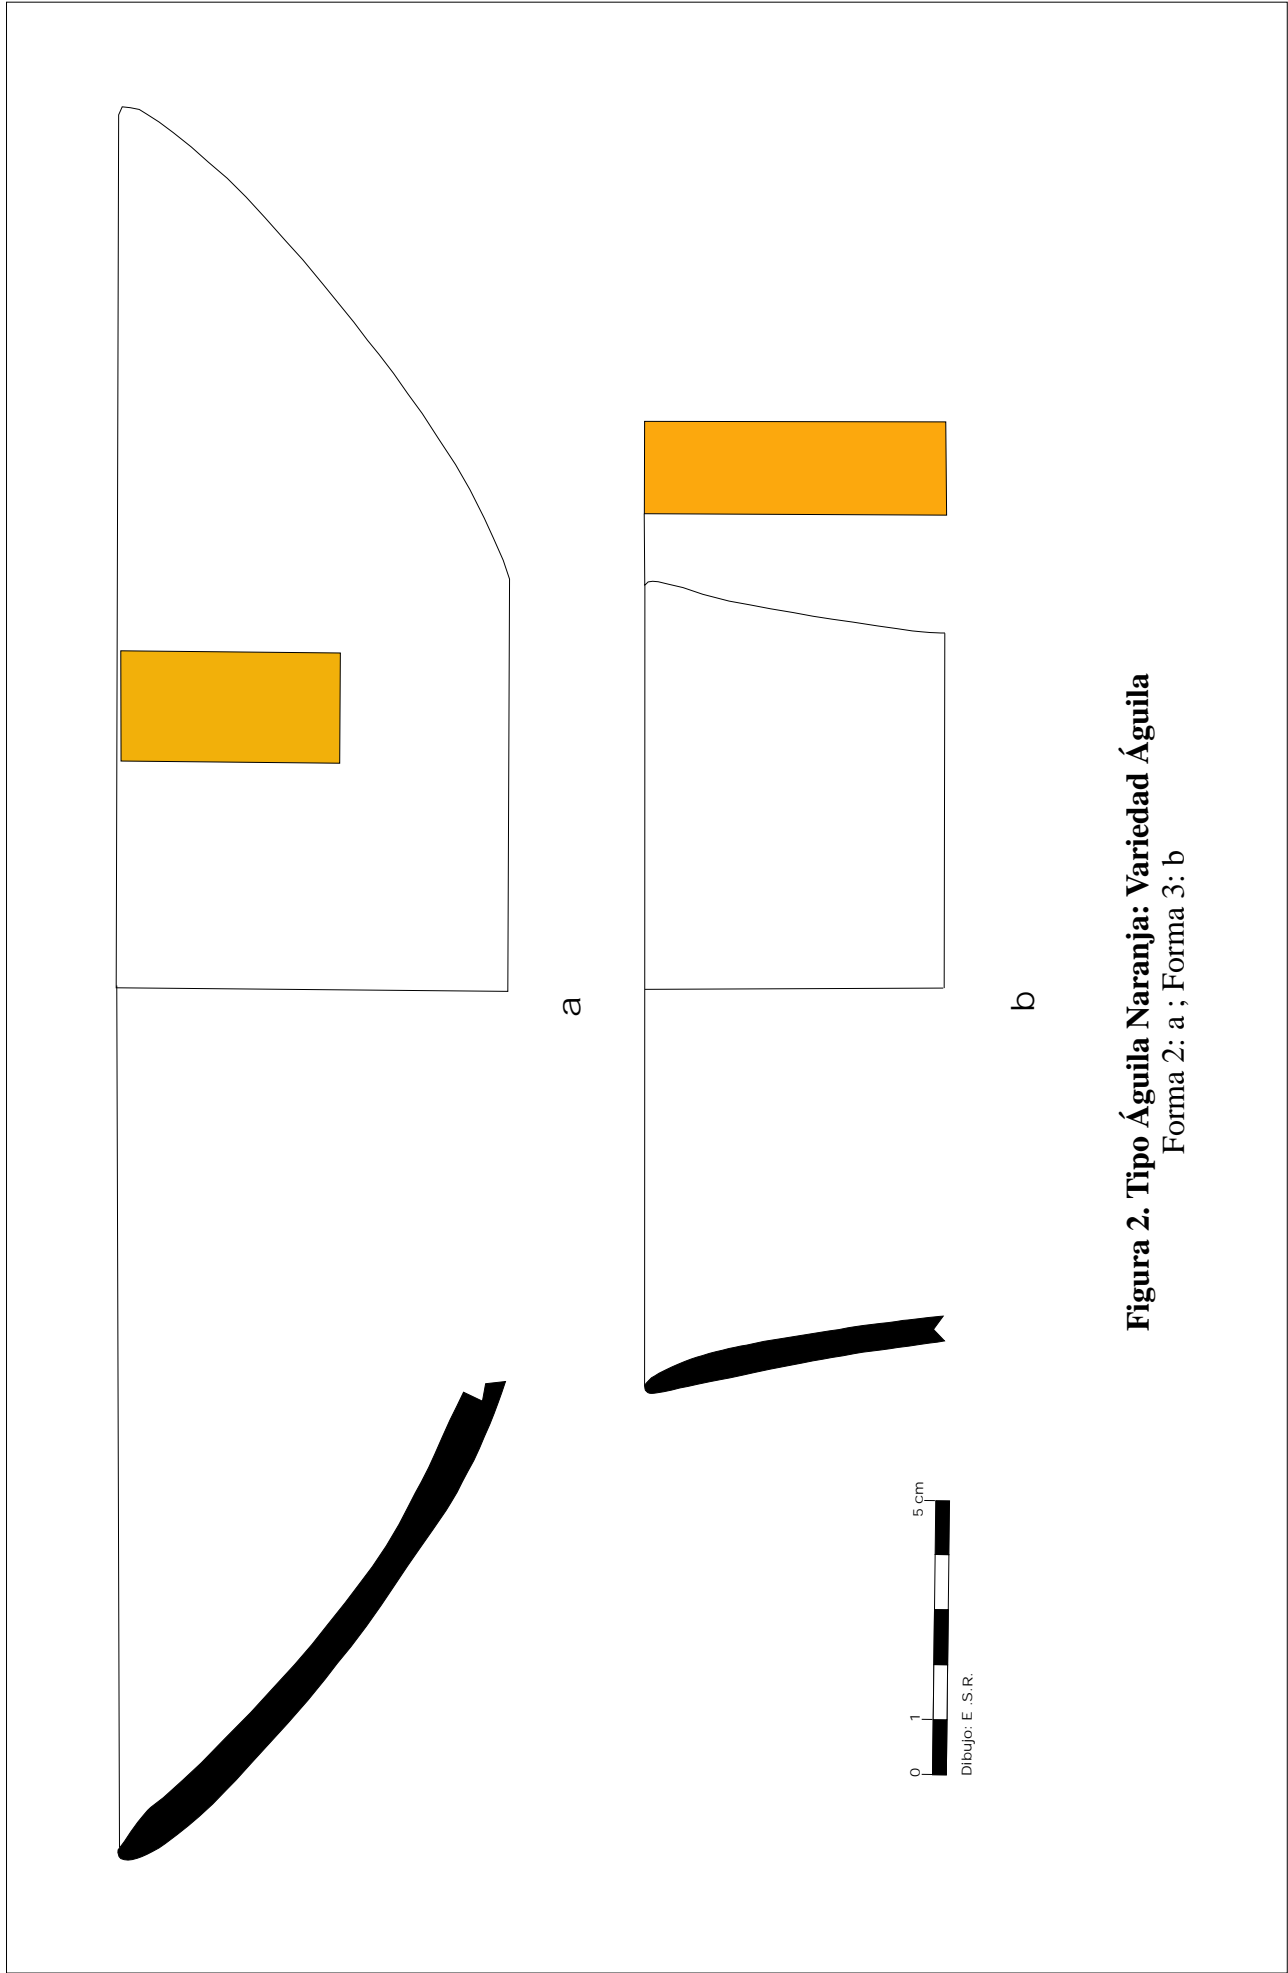 a
b
0 1 5 cm
Dibujo: E .S.R.
Figura 2. Tipo Águila Naranja: Variedad Águila
Forma 2: a ; Forma 3: b